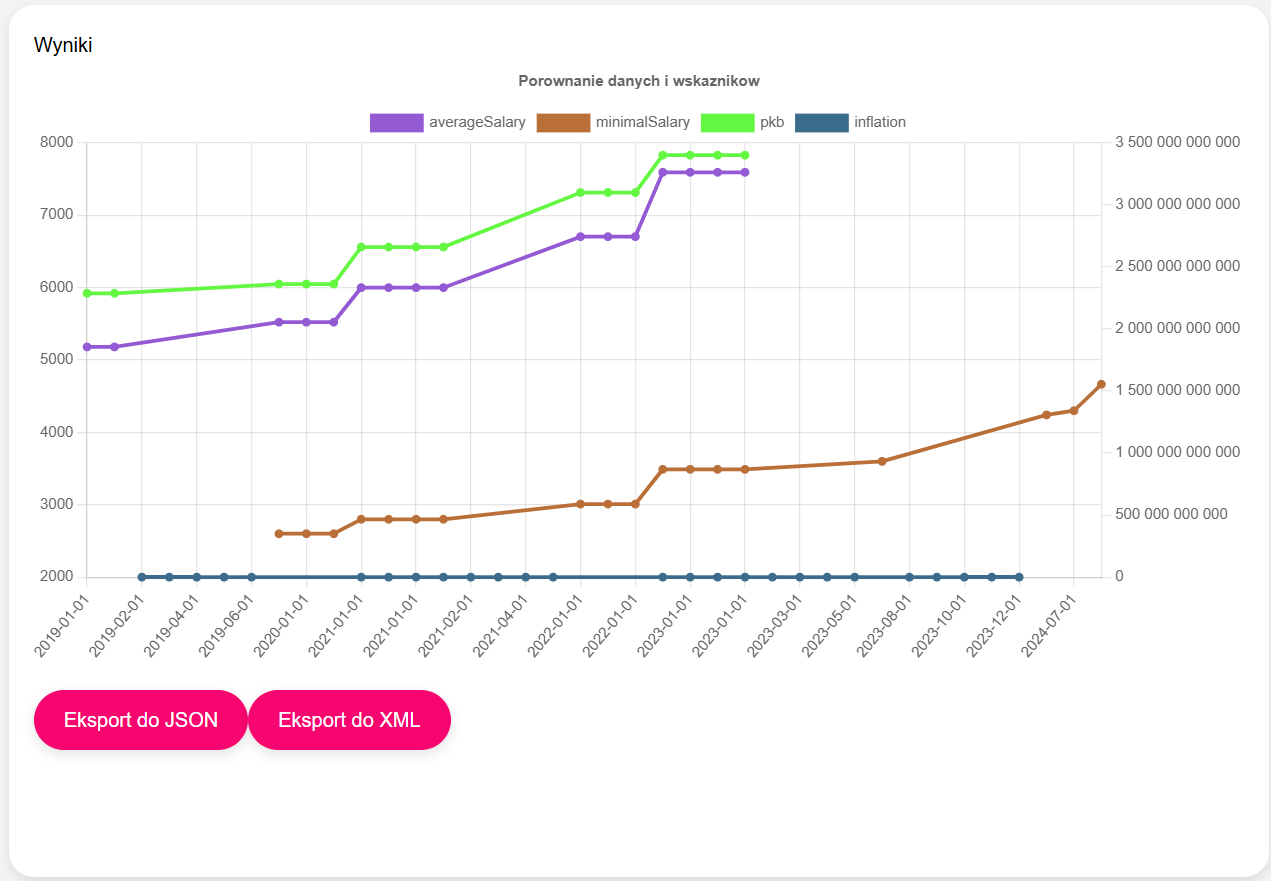 Wyniki
Porownanie danych i wskaznikow
averageSalary minimalSalary pkb inflation
8000 3 500 000 000 000
7000 3 000 000 000 000
6000 2 500 000 000 000
5000 2 000 000 000 000
4000 1 500 000 000 000
3000 1 000 000 000 000
2000 500 000 000 000
0
2019-01-01 2019-02-01 2019-04-01 2019-06-01 2020-01-01 2021-01-01 2021-01-01 2021-02-01 2021-04-01 2022-01-01 2022-01-01 2023-01-01 2023-01-01 2023-03-01 2023-05-01 2023-08-01 2023-10-01 2023-12-01 2024-07-01
Eksport do JSON Eksport do XML